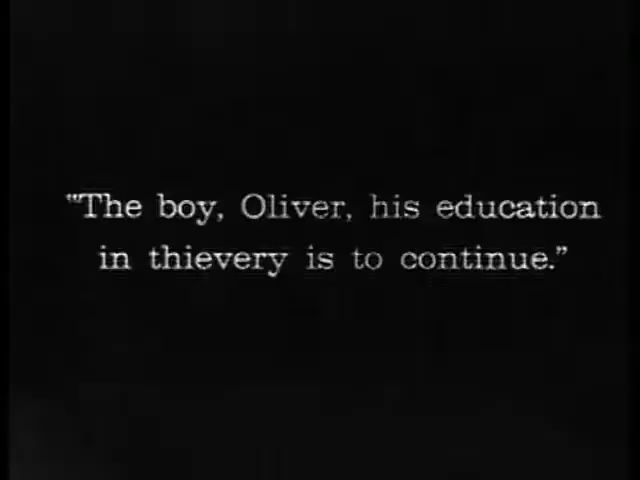 "The boy, Oliver, his education
in thievery is to continue."